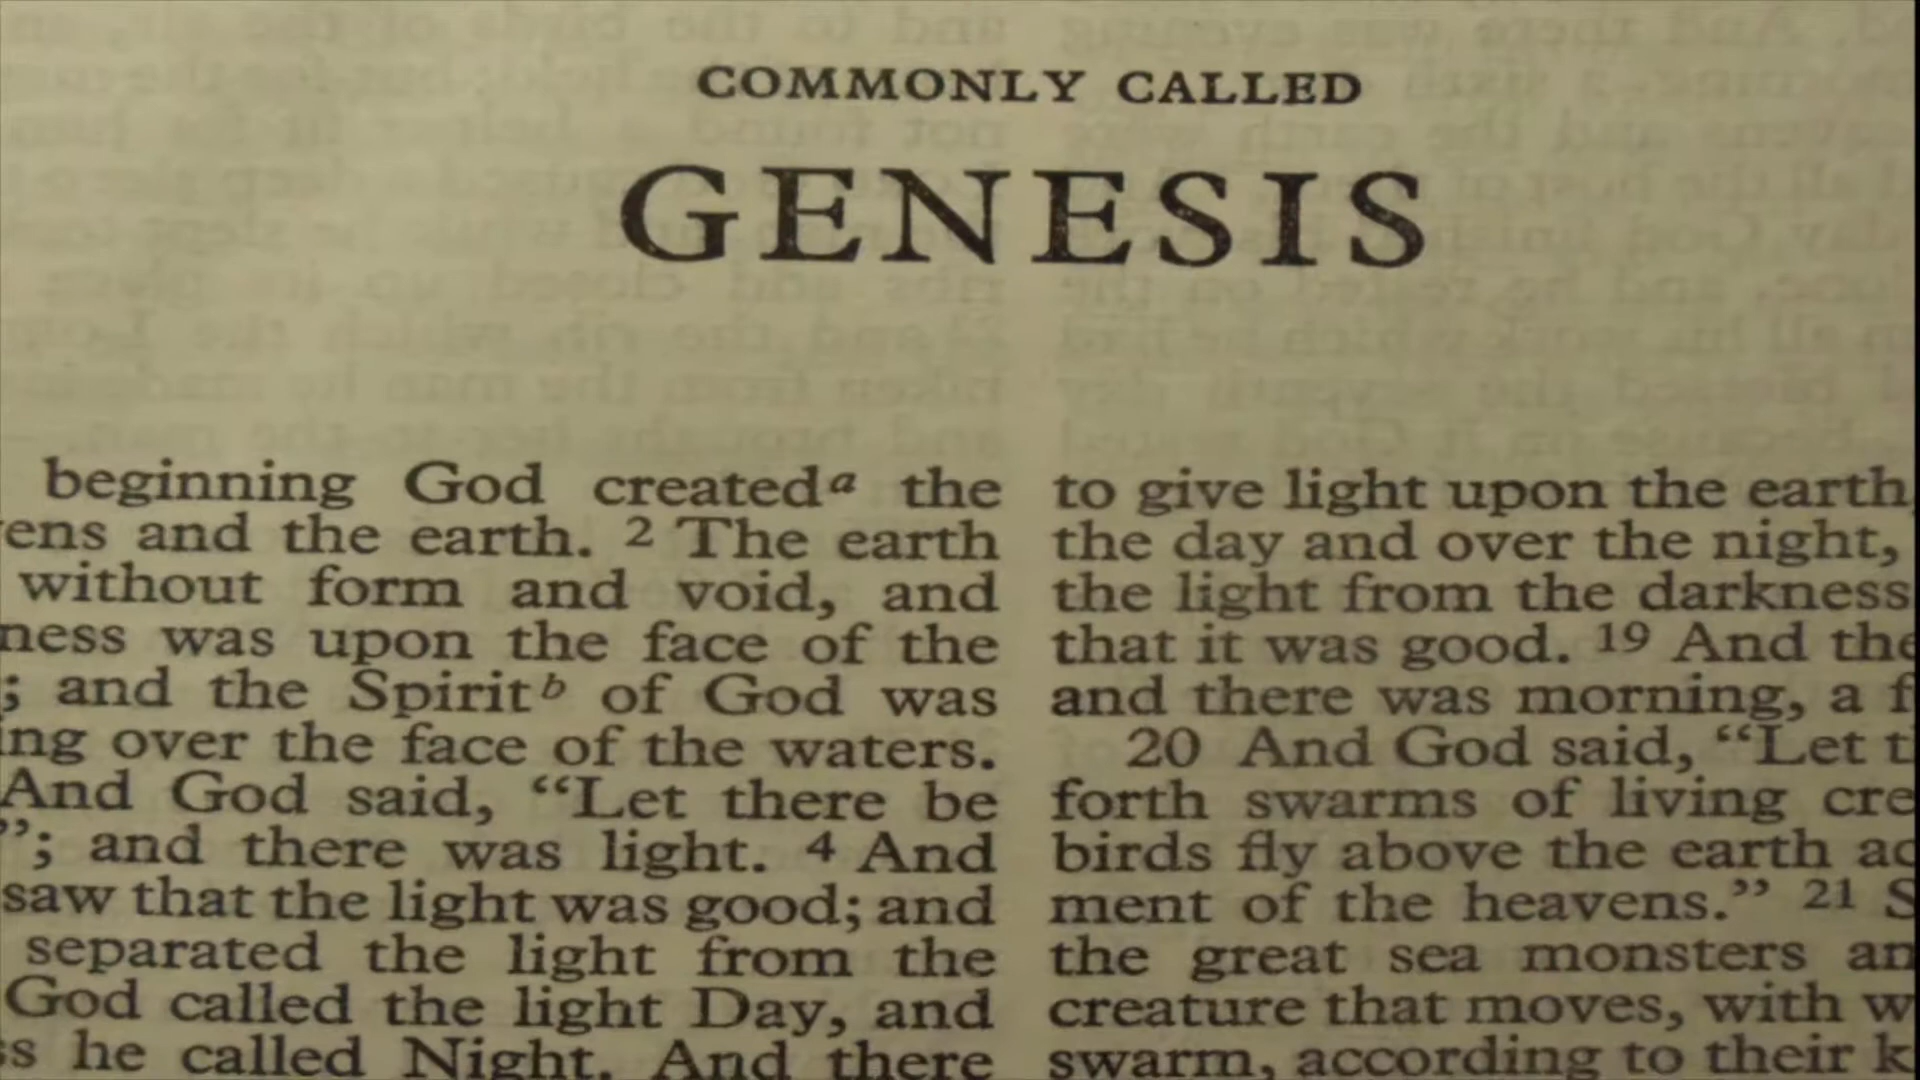 COMMONLY CALLED
GENESIS
beginning God createdᵃ the
ens and the earth. 2 The earth
without form and void, and
ness was upon the face of the
; and the Spiritᵇ of God was
ing over the face of the waters.
And God said, “Let there be
”; and there was light. 4 And
saw that the light was good; and
separated the light from the
God called the light Day, and
s he called Night. And there
to give light upon the earth,
the day and over the night,
the light from the darkness
that it was good. 19 And the
and there was morning, a f
20 And God said, “Let t
forth swarms of living cre
birds fly above the earth ac
ment of the heavens.” 21 S
the great sea monsters an
creature that moves, with w
swarm, according to their k